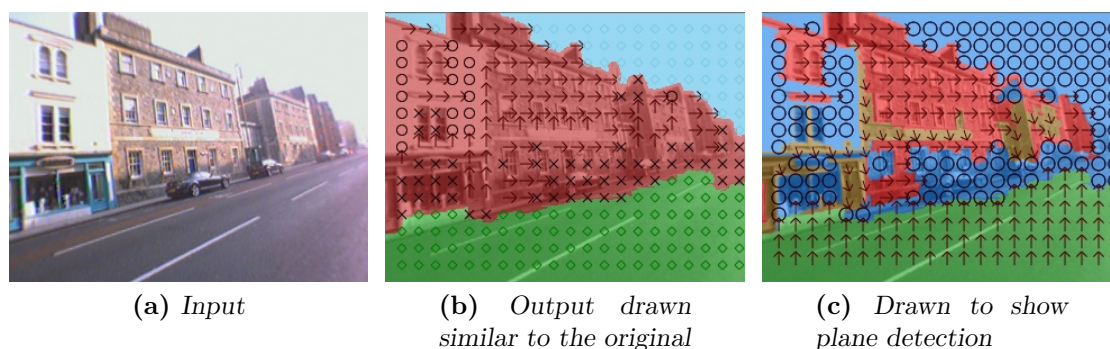 (a) Input
(b) Output drawn
similar to the original
(c) Drawn to show
plane detection